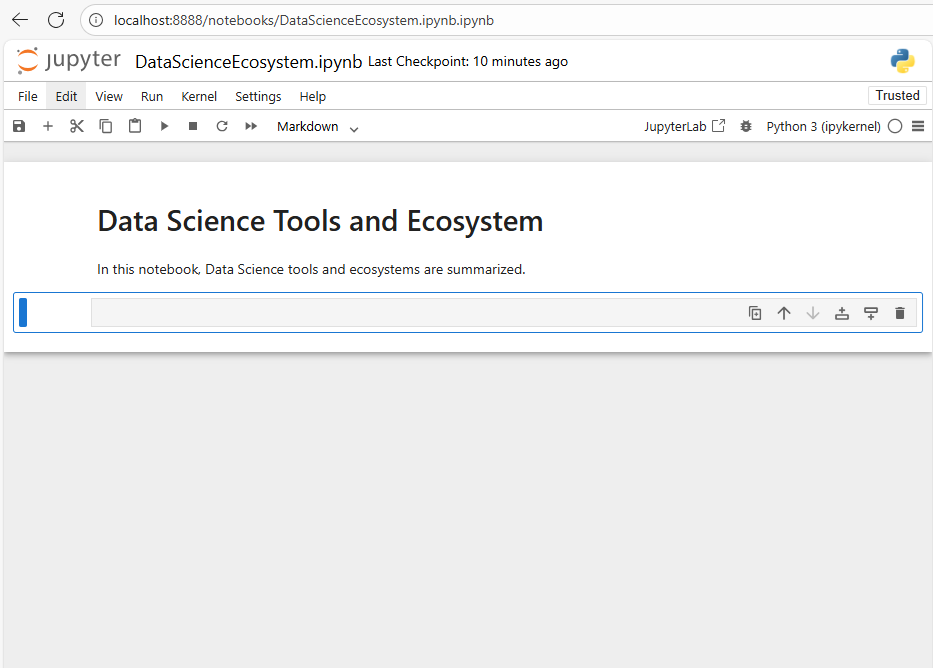 localhost:8888/notebooks/DataScienceEcosystem.ipynb.ipynb
jupyter DataScienceEcosystem.ipynb Last Checkpoint: 10 minutes ago
File Edit View Run Kernel Settings Help Trusted
Markdown JupyterLab Python 3 (ipykernel)
Data Science Tools and Ecosystem
In this notebook, Data Science tools and ecosystems are summarized.